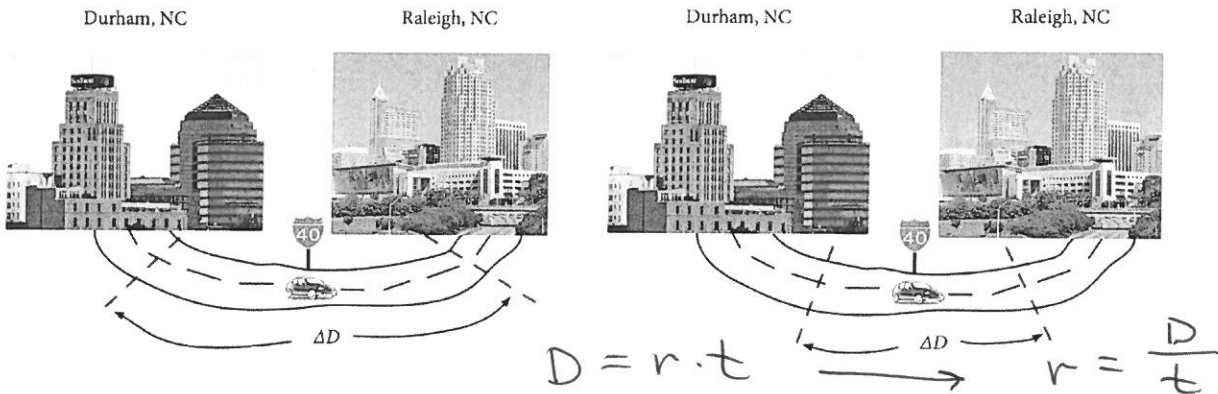 Durham, NC
Raleigh, NC
Durham, NC
Raleigh, NC
40
40
ΔD
ΔD
D = r · t ⟶ r = D/t